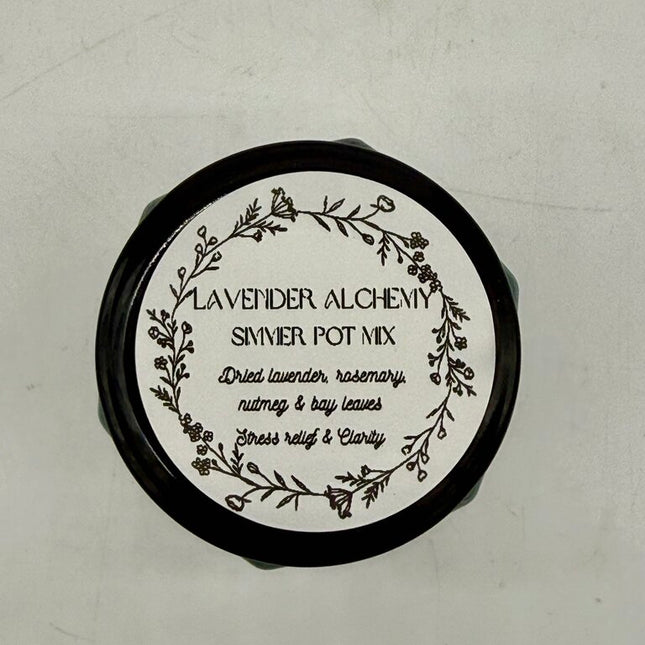 LAVENDER ALCHEMY
SIMMER POT MIX
Dried lavender, rosemary,
nutmeg & bay leaves
Stress relief & Clarity